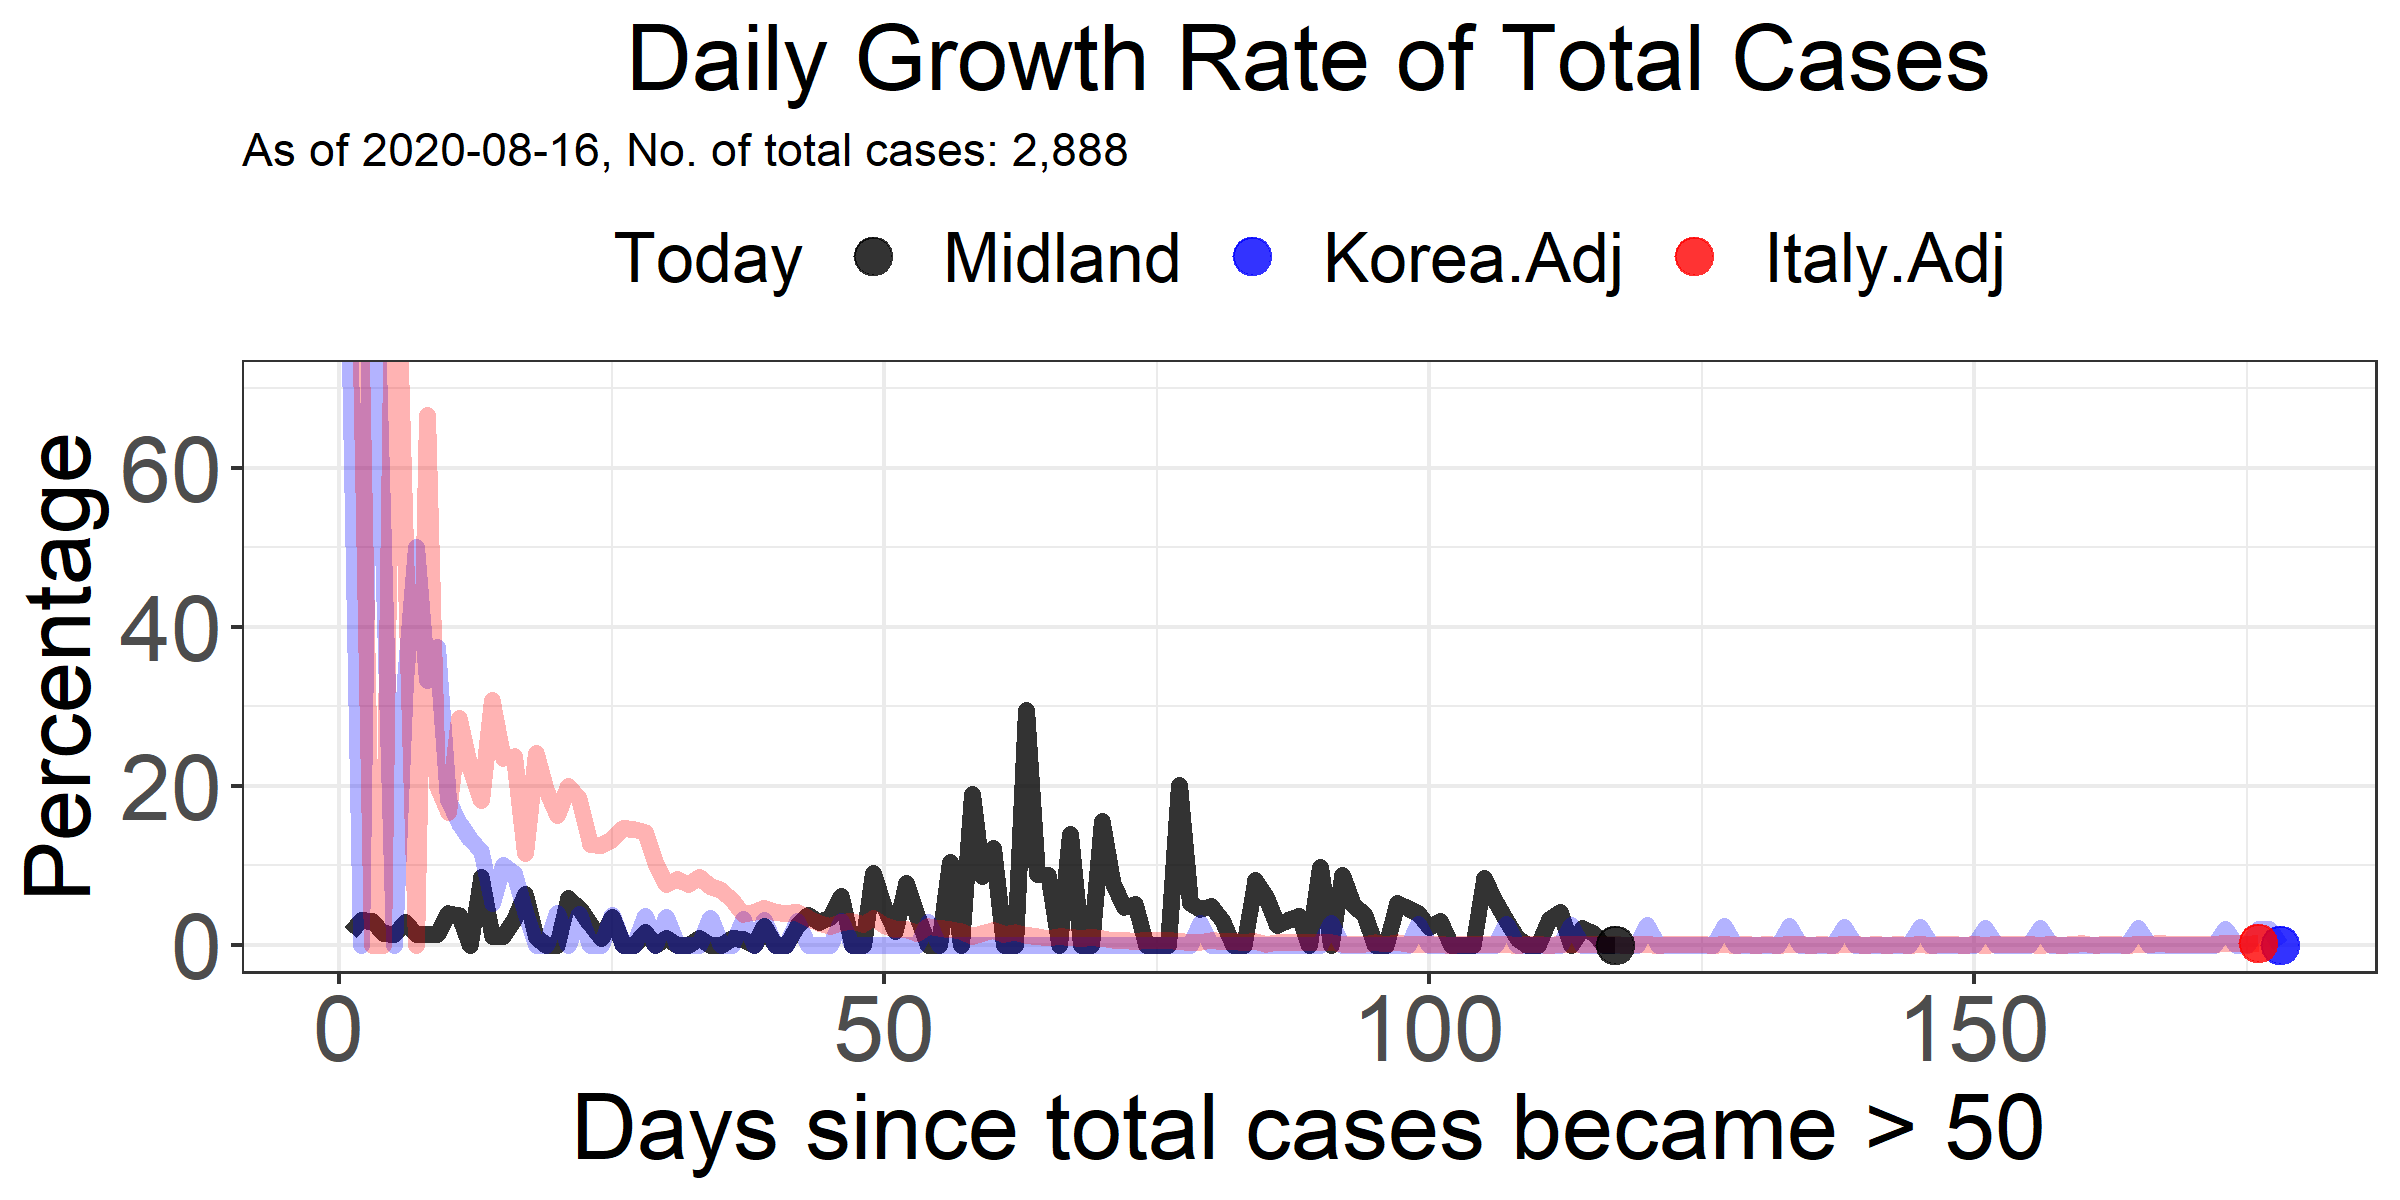 Daily Growth Rate of Total Cases
As of 2020-08-16, No. of total cases: 2,888
Today Midland Korea.Adj Italy.Adj
Percentage
60
40
20
0
0 50 100 150
Days since total cases became > 50